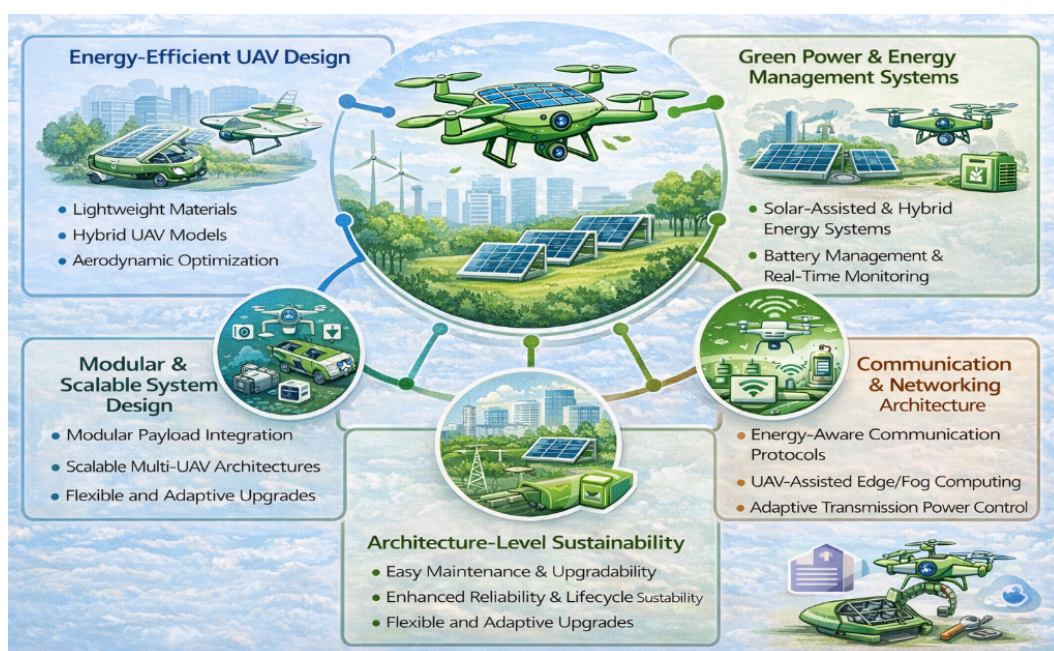 Energy-Efficient UAV Design
Lightweight Materials
Hybrid UAV Models
Aerodynamic Optimization
Green Power & Energy
Management Systems
Solar-Assisted & Hybrid
Energy Systems
Battery Management &
Real-Time Monitoring
Modular &
Scalable System
Design
Modular Payload Integration
Scalable Multi-UAV Architectures
Flexible and Adaptive Upgrades
Communication
& Networking
Architecture
Energy-Aware Communication
Protocols
UAV-Assisted Edge/Fog Computing
Adaptive Transmission Power Control
Architecture-Level Sustainability
Easy Maintenance & Upgradability
Enhanced Reliability & Lifecycle Sustability
Flexible and Adaptive Upgrades